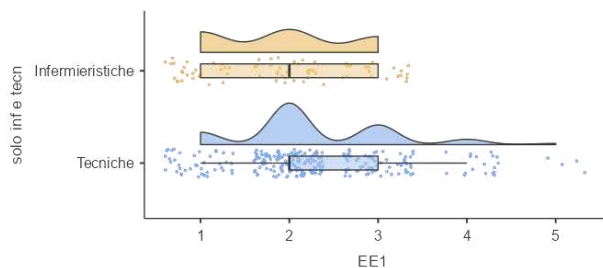 solo inf e tecn
Infermieristiche
Tecniche
1 2 3 4 5
EE1